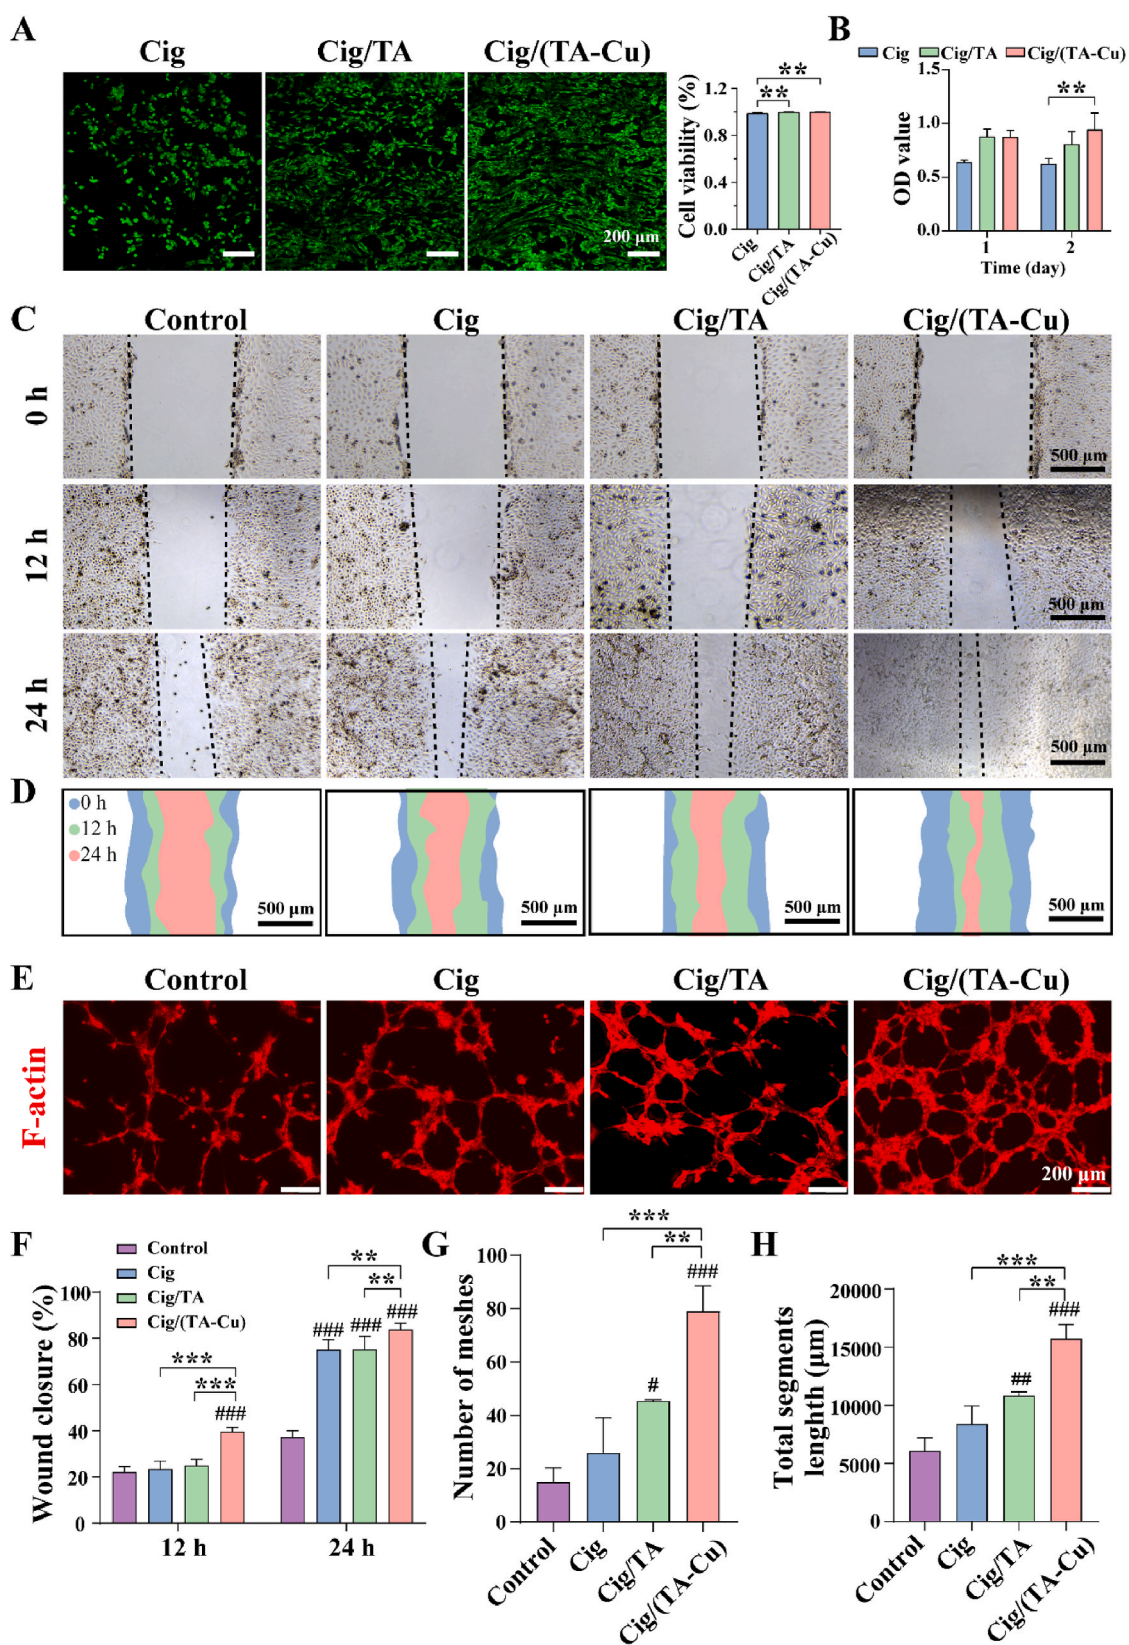 A
Cig
Cig/TA
Cig/(TA-Cu)
200 μm
Cell viability (%)
1.2
0.8
0.4
0.0
**
**
Cig
Cig/TA
Cig/(TA-Cu)
B
Cig
Cig/TA
Cig/(TA-Cu)
OD value
1.5
1.0
0.5
0.0
**
1
2
Time (day)
C
Control
Cig
Cig/TA
Cig/(TA-Cu)
0 h
500 μm
12 h
500 μm
24 h
500 μm
D
0 h
12 h
24 h
500 μm
500 μm
500 μm
500 μm
E
Control
Cig
Cig/TA
Cig/(TA-Cu)
F-actin
200 μm
F
Control
Cig
Cig/TA
Cig/(TA-Cu)
Wound closure (%)
100
80
60
40
20
0
***
***
###
**
**
###
###
###
12 h
24 h
G
Number of meshes
100
80
60
40
20
0
***
**
###
#
Control
Cig
Cig/TA
Cig/(TA-Cu)
H
Total segments
lenghth (μm)
20000
15000
10000
5000
0
***
**
###
##
Control
Cig
Cig/TA
Cig/(TA-Cu)